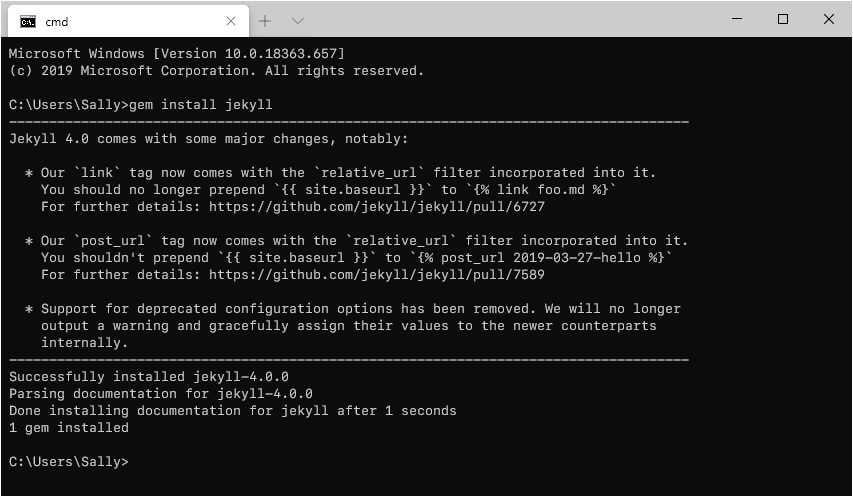 cmd
Microsoft Windows [Version 10.0.18363.657]
(c) 2019 Microsoft Corporation. All rights reserved.
C:\Users\Sally>gem install jekyll
-------------------------------------------------------------------------------------
Jekyll 4.0 comes with some major changes, notably:
* Our `link` tag now comes with the `relative_url` filter incorporated into it.
You should no longer prepend `{{ site.baseurl }}` to `{% link foo.md %}`
For further details: https://github.com/jekyll/jekyll/pull/6727
* Our `post_url` tag now comes with the `relative_url` filter incorporated into it.
You shouldn't prepend `{{ site.baseurl }}` to `{% post_url 2019-03-27-hello %}`
For further details: https://github.com/jekyll/jekyll/pull/7589
* Support for deprecated configuration options has been removed. We will no longer
output a warning and gracefully assign their values to the newer counterparts
internally.
-------------------------------------------------------------------------------------
Successfully installed jekyll-4.0.0
Parsing documentation for jekyll-4.0.0
Done installing documentation for jekyll after 1 seconds
1 gem installed
C:\Users\Sally>